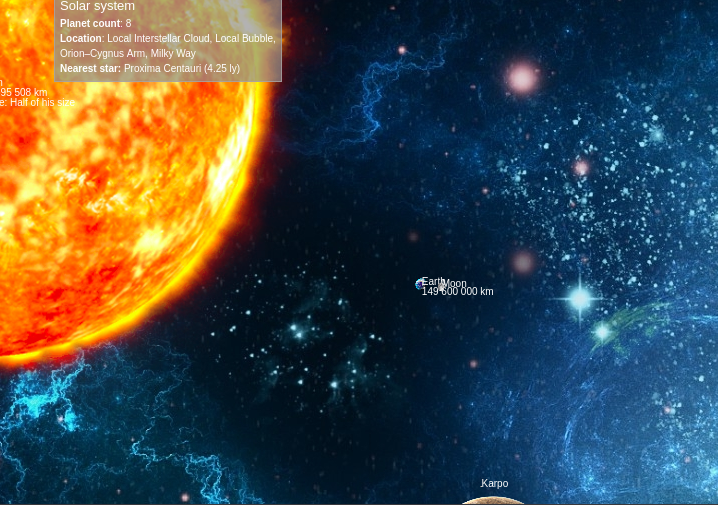 Solar system
Planet count: 8
Location: Local Interstellar Cloud, Local Bubble,
Orion–Cygnus Arm, Milky Way
Nearest star: Proxima Centauri (4.25 ly)
95 508 km
e: Half of his size
Earth Moon
149 600 000 km
Karpo